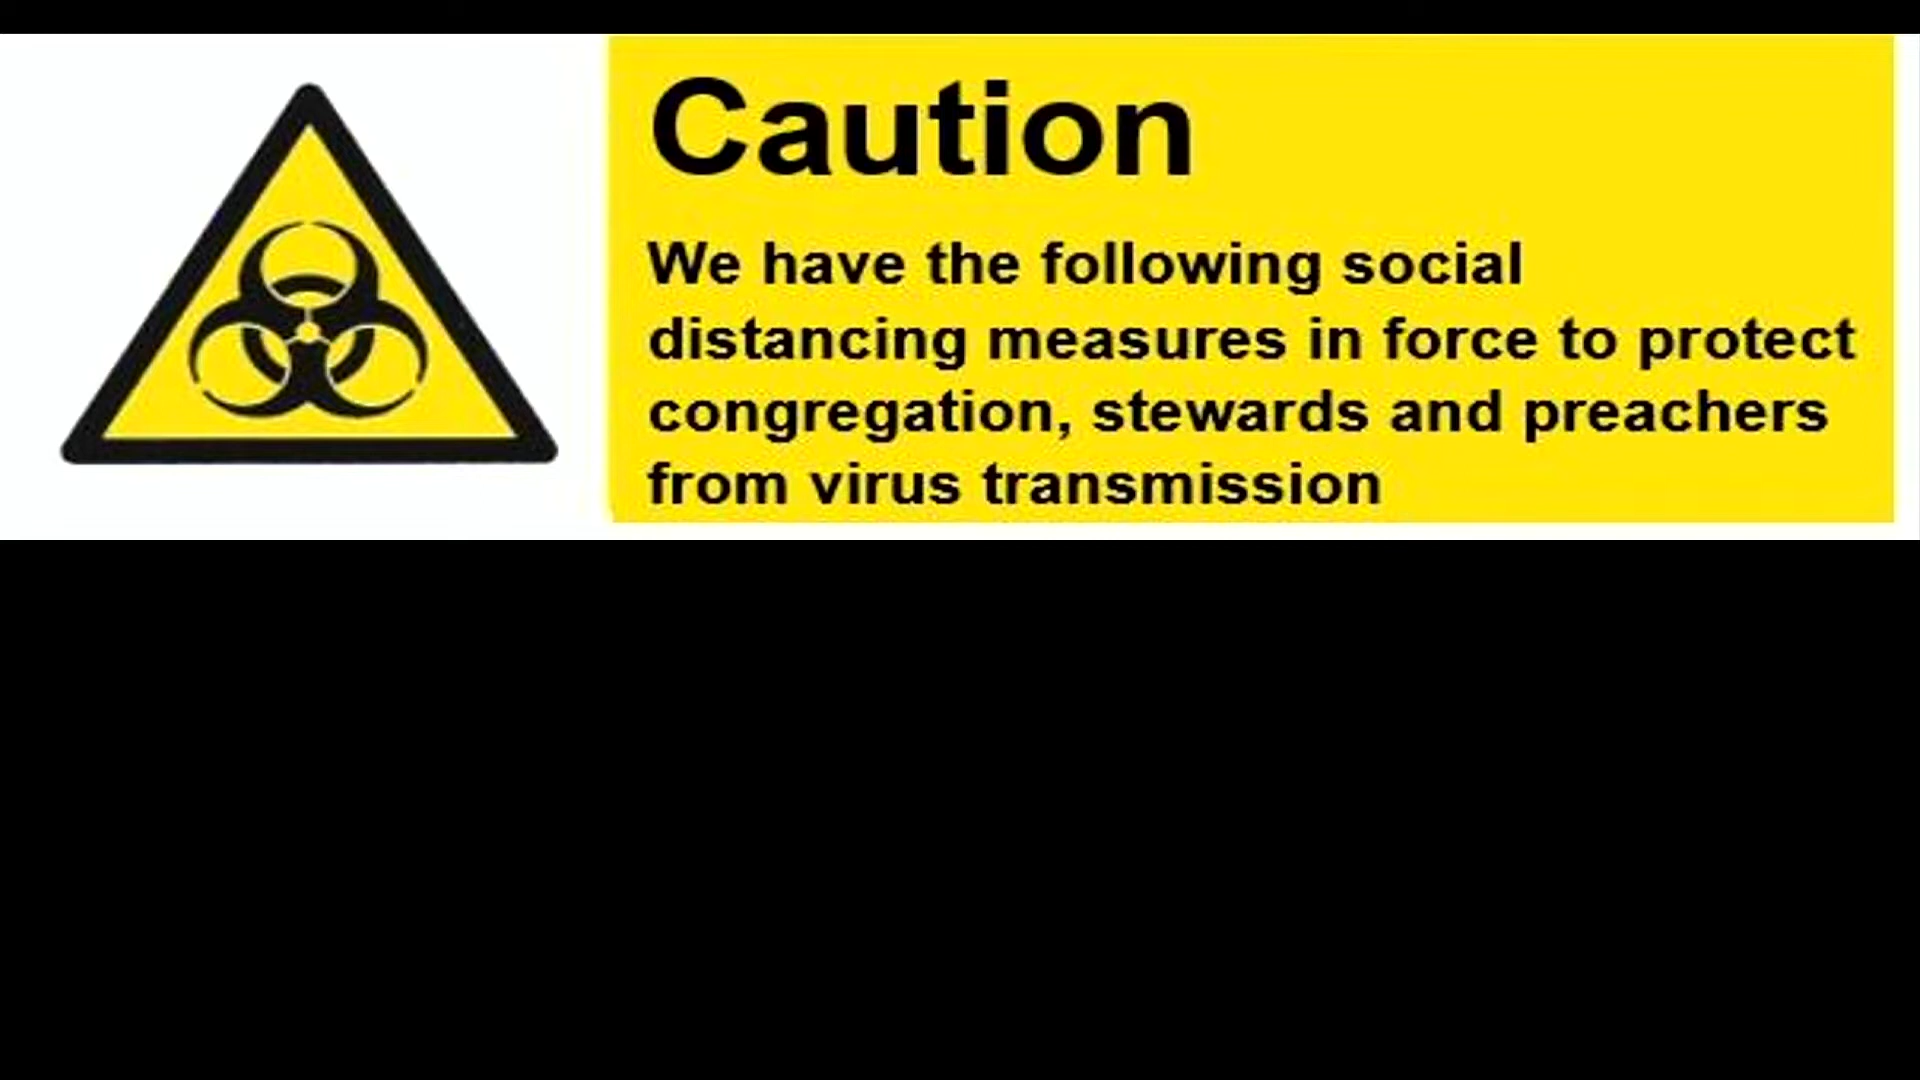 Caution
We have the following social
distancing measures in force to protect
congregation, stewards and preachers
from virus transmission